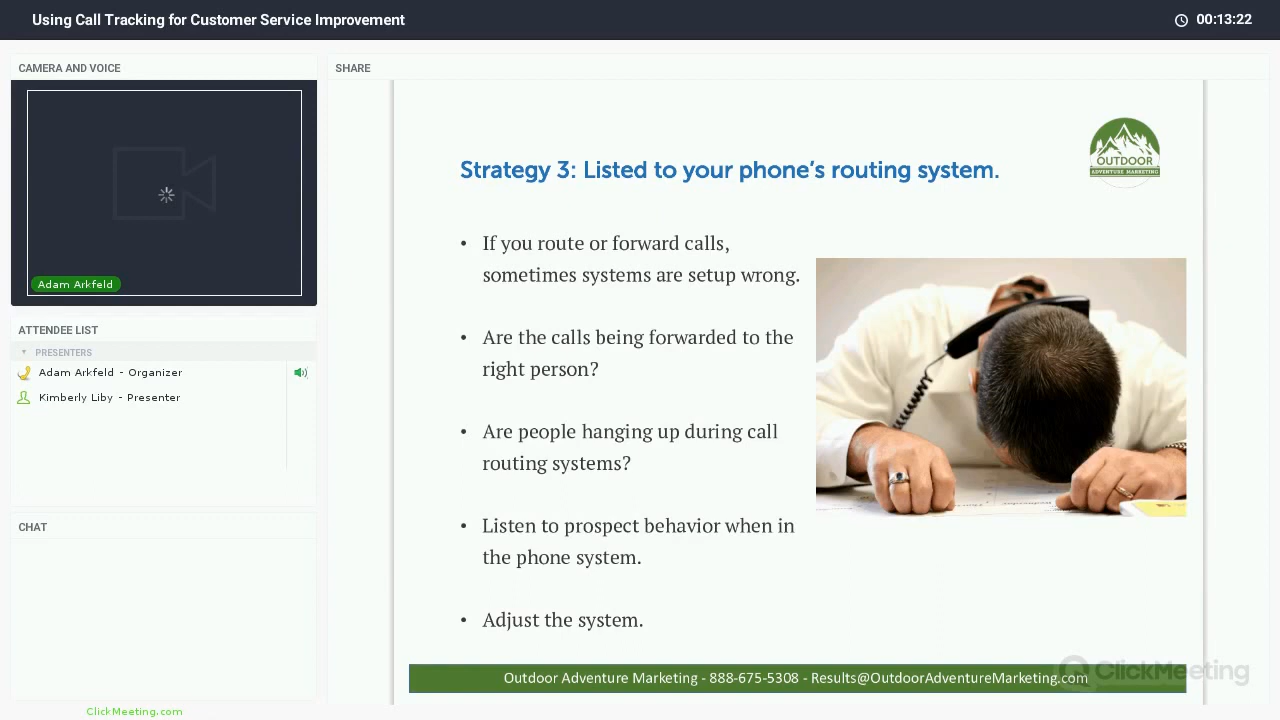 Using Call Tracking for Customer Service Improvement
00:13:22
CAMERA AND VOICE
Adam Arkfeld
ATTENDEE LIST
PRESENTERS
Adam Arkfeld - Organizer
Kimberly Liby - Presenter
CHAT
ClickMeeting.com
SHARE
OUTDOOR
ADVENTURE MARKETING
Strategy 3: Listed to your phone's routing system.
• If you route or forward calls,
sometimes systems are setup wrong.
• Are the calls being forwarded to the
right person?
• Are people hanging up during call
routing systems?
• Listen to prospect behavior when in
the phone system.
• Adjust the system.
Outdoor Adventure Marketing - 888-675-5308 - Results@OutdoorAdventureMarketing.com
ClickMeeting